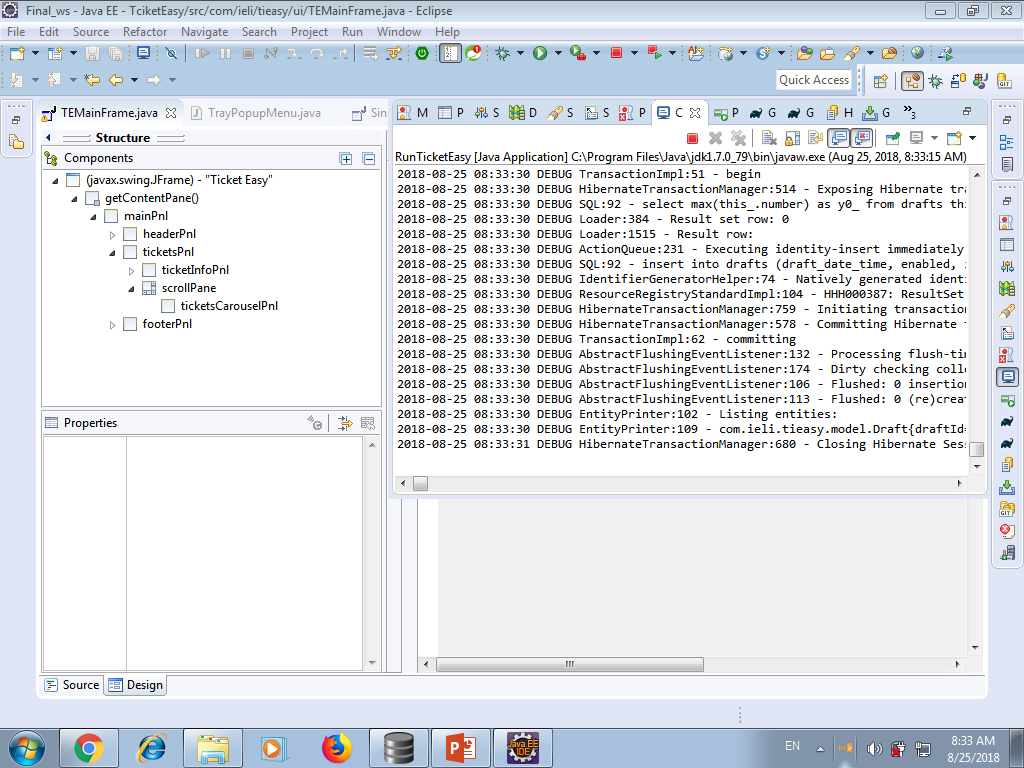 Final_ws - Java EE - TciketEasy/src/com/ieli/tieasy/ui/TEMainFrame.java - Eclipse
File Edit Source Refactor Navigate Search Project Run Window Help
Quick Access
TEMainFrame.java TrayPopupMenu.java Sin
M P S D S S P C P G G H G »3
Structure
Components
(javax.swing.JFrame) - "Ticket Easy"
getContentPane()
mainPnl
headerPnl
ticketsPnl
ticketInfoPnl
scrollPane
ticketsCarouselPnl
footerPnl
Properties
RunTicketEasy [Java Application] C:\Program Files\Java\jdk1.7.0_79\bin\javaw.exe (Aug 25, 2018, 8:33:15 AM)
2018-08-25 08:33:30 DEBUG TransactionImpl:51 - begin
2018-08-25 08:33:30 DEBUG HibernateTransactionManager:514 - Exposing Hibernate tra
2018-08-25 08:33:30 DEBUG SQL:92 - select max(this_.number) as y0_ from drafts thi
2018-08-25 08:33:30 DEBUG Loader:384 - Result set row: 0
2018-08-25 08:33:30 DEBUG Loader:1515 - Result row:
2018-08-25 08:33:30 DEBUG ActionQueue:231 - Executing identity-insert immediately
2018-08-25 08:33:30 DEBUG SQL:92 - insert into drafts (draft_date_time, enabled,
2018-08-25 08:33:30 DEBUG IdentifierGeneratorHelper:74 - Natively generated identi
2018-08-25 08:33:30 DEBUG ResourceRegistryStandardImpl:104 - HHH000387: ResultSet
2018-08-25 08:33:30 DEBUG HibernateTransactionManager:759 - Initiating transaction
2018-08-25 08:33:30 DEBUG HibernateTransactionManager:578 - Committing Hibernate
2018-08-25 08:33:30 DEBUG TransactionImpl:62 - committing
2018-08-25 08:33:30 DEBUG AbstractFlushingEventListener:132 - Processing flush-tim
2018-08-25 08:33:30 DEBUG AbstractFlushingEventListener:174 - Dirty checking colle
2018-08-25 08:33:30 DEBUG AbstractFlushingEventListener:106 - Flushed: 0 insertion
2018-08-25 08:33:30 DEBUG AbstractFlushingEventListener:113 - Flushed: 0 (re)creat
2018-08-25 08:33:30 DEBUG EntityPrinter:102 - Listing entities:
2018-08-25 08:33:30 DEBUG EntityPrinter:109 - com.ieli.tieasy.model.Draft{draftId=
2018-08-25 08:33:31 DEBUG HibernateTransactionManager:680 - Closing Hibernate Sess
Source Design
Java EE
IDE
EN
8:33 AM
8/25/2018